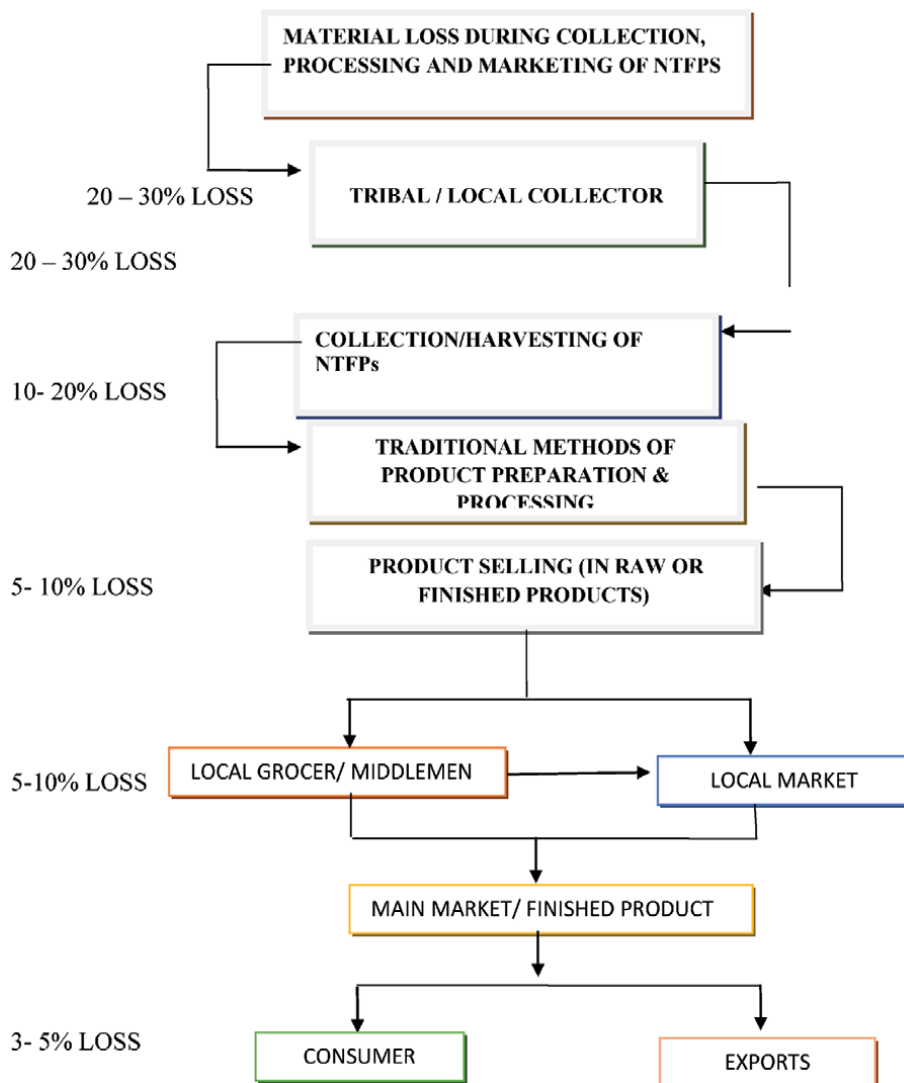 MATERIAL LOSS DURING COLLECTION,
PROCESSING AND MARKETING OF NTFPS
20 – 30% LOSS
TRIBAL / LOCAL COLLECTOR
20 – 30% LOSS
COLLECTION/HARVESTING OF
NTFPs
10- 20% LOSS
TRADITIONAL METHODS OF
PRODUCT PREPARATION &
PROCESSING
5- 10% LOSS
PRODUCT SELLING (IN RAW OR
FINISHED PRODUCTS)
5-10% LOSS
LOCAL GROCER/ MIDDLEMEN
LOCAL MARKET
MAIN MARKET/ FINISHED PRODUCT
3- 5% LOSS
CONSUMER
EXPORTS